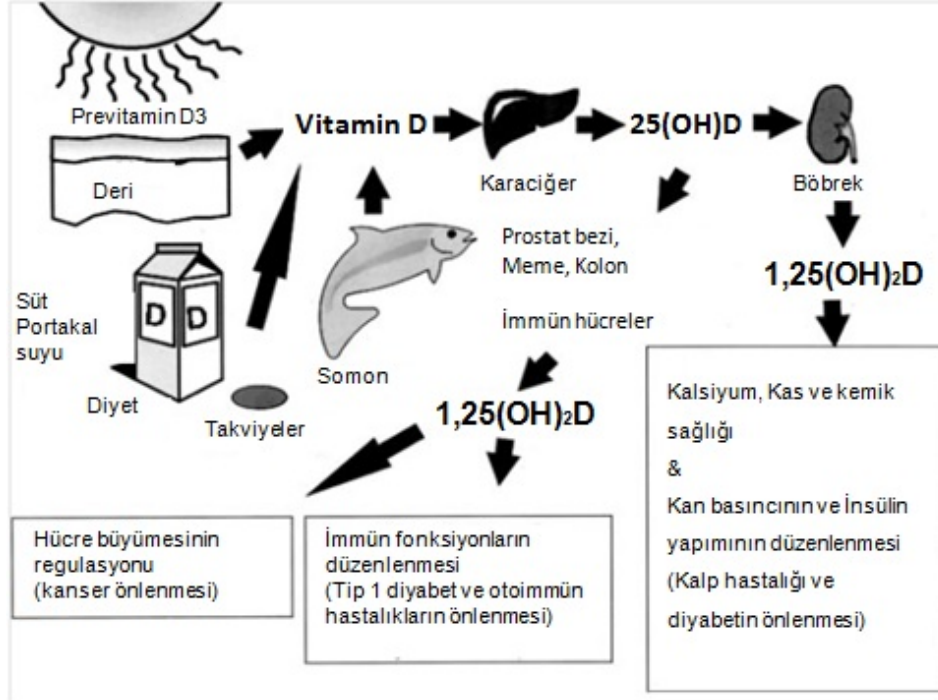 Previtamin D3
Deri
Vitamin D
Karaciğer
25(OH)D
Böbrek
1,25(OH)₂D
Prostat bezi,
Meme, Kolon
İmmün hücreler
Süt
Portakal
suyu
D D
Diyet
Takviyeler
Somon
1,25(OH)₂D
Hücre büyümesinin
regulasyonu
(kanser önlenmesi)
İmmün fonksiyonların
düzenlenmesi
(Tip 1 diyabet ve otoimmün
hastalıkların önlenmesi)
Kalsiyum, Kas ve kemik
sağlığı
&
Kan basıncının ve İnsülin
yapımının düzenlenmesi
(Kalp hastalığı ve
diyabetin önlenmesi)